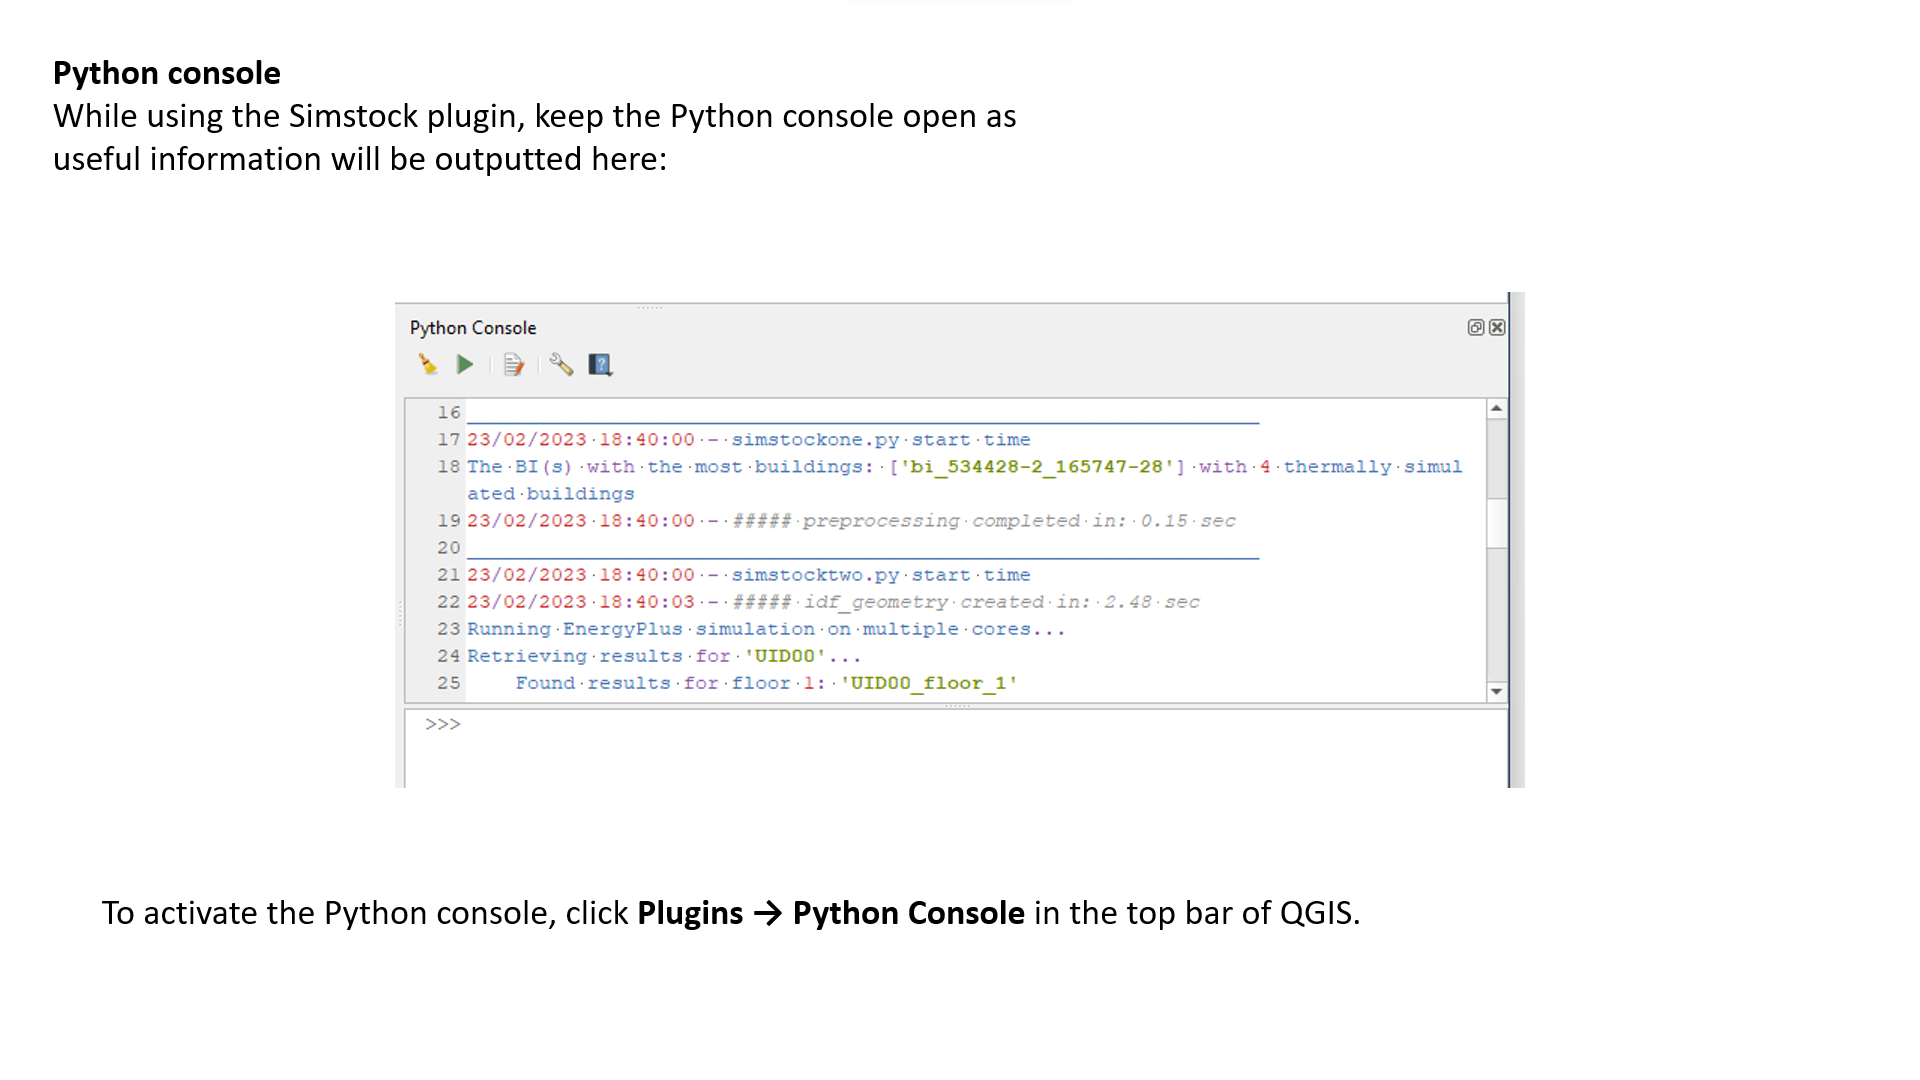 Python console
While using the Simstock plugin, keep the Python console open as
useful information will be outputted here:
Python Console
16 __________________________________________________________________
17 23/02/2023 18:40:00 - simstockone.py start time
18 The BI(s) with the most buildings: ['bi_534428-2_165747-28'] with 4 thermally simul
ated buildings
19 23/02/2023 18:40:00 - ##### preprocessing completed in: 0.15 sec
20 __________________________________________________________________
21 23/02/2023 18:40:00 - simstocktwo.py start time
22 23/02/2023 18:40:03 - ##### idf_geometry created in: 2.48 sec
23 Running EnergyPlus simulation on multiple cores...
24 Retrieving results for 'UID00'...
25     Found results for floor 1: 'UID00_floor_1'
>>>
To activate the Python console, click Plugins → Python Console in the top bar of QGIS.